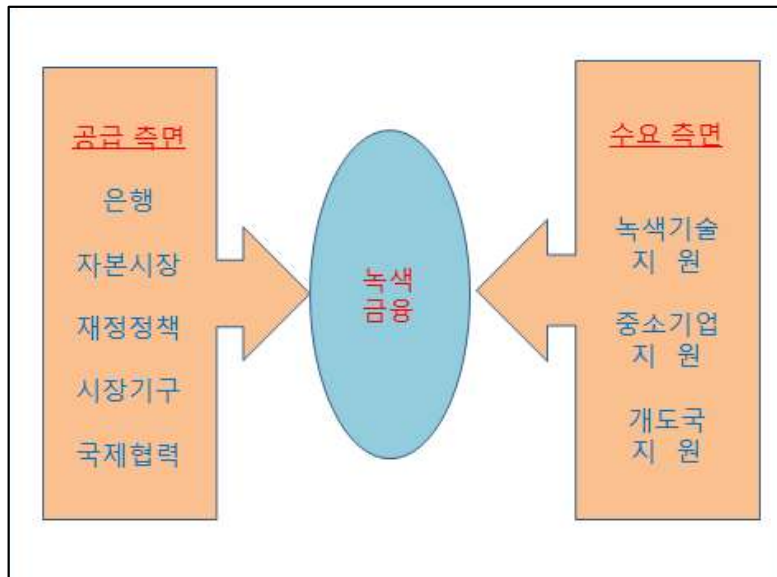 공급 측면
은행
자본시장
재정정책
시장기구
국제협력
녹색
금융
수요 측면
녹색기술
지 원
중소기업
지 원
개도국
지 원